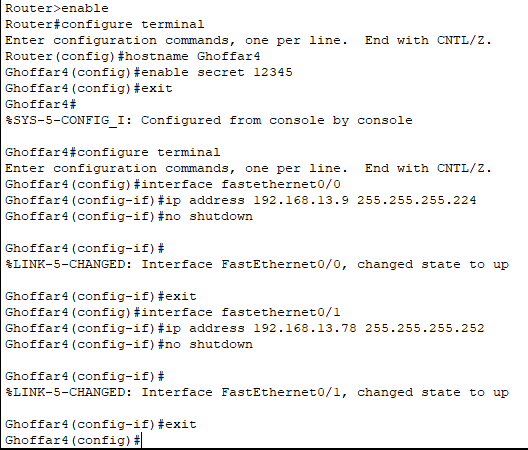 Router>enable
Router#configure terminal
Enter configuration commands, one per line.  End with CNTL/Z.
Router(config)#hostname Ghoffar4
Ghoffar4(config)#enable secret 12345
Ghoffar4(config)#exit
Ghoffar4#
%SYS-5-CONFIG_I: Configured from console by console

Ghoffar4#configure terminal
Enter configuration commands, one per line.  End with CNTL/Z.
Ghoffar4(config)#interface fastethernet0/0
Ghoffar4(config-if)#ip address 192.168.13.9 255.255.255.224
Ghoffar4(config-if)#no shutdown

Ghoffar4(config-if)#
%LINK-5-CHANGED: Interface FastEthernet0/0, changed state to up

Ghoffar4(config-if)#exit
Ghoffar4(config)#interface fastethernet0/1
Ghoffar4(config-if)#ip address 192.168.13.78 255.255.255.252
Ghoffar4(config-if)#no shutdown

Ghoffar4(config-if)#
%LINK-5-CHANGED: Interface FastEthernet0/1, changed state to up

Ghoffar4(config-if)#exit
Ghoffar4(config)#